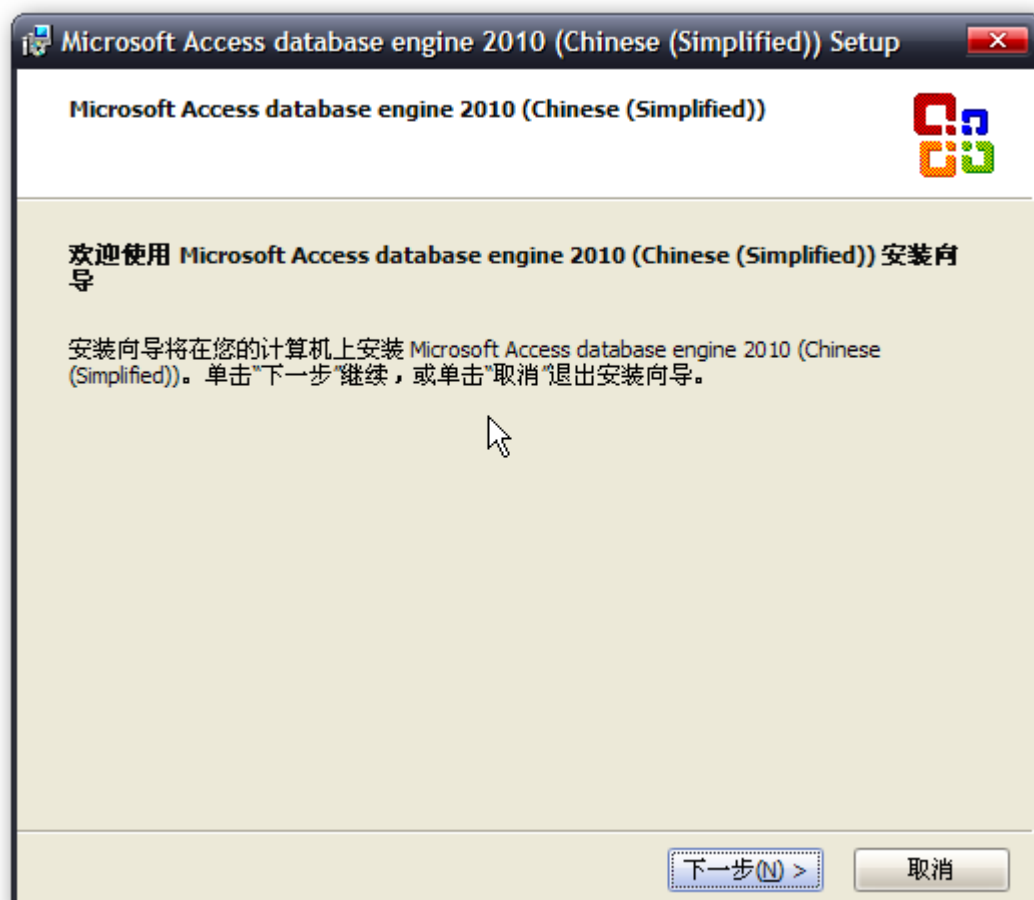 Microsoft Access database engine 2010 (Chinese (Simplified)) Setup
Microsoft Access database engine 2010 (Chinese (Simplified))
欢迎使用 Microsoft Access database engine 2010 (Chinese (Simplified)) 安装向
导
安装向导将在您的计算机上安装 Microsoft Access database engine 2010 (Chinese
(Simplified))。单击“下一步”继续，或单击“取消”退出安装向导。
下一步(N) >
取消